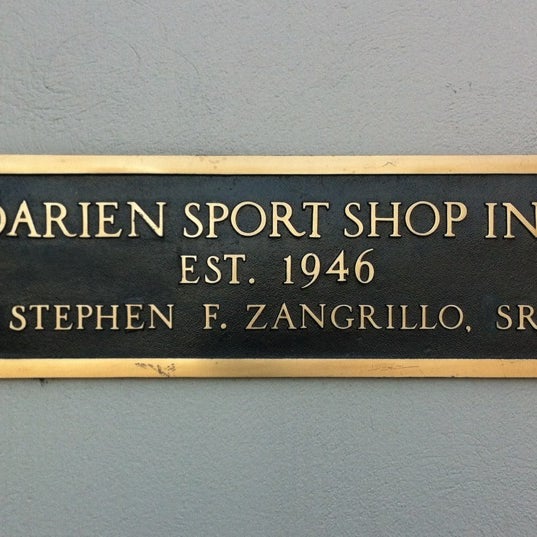 DARIEN SPORT SHOP IN
EST. 1946
STEPHEN F. ZANGRILLO, SR